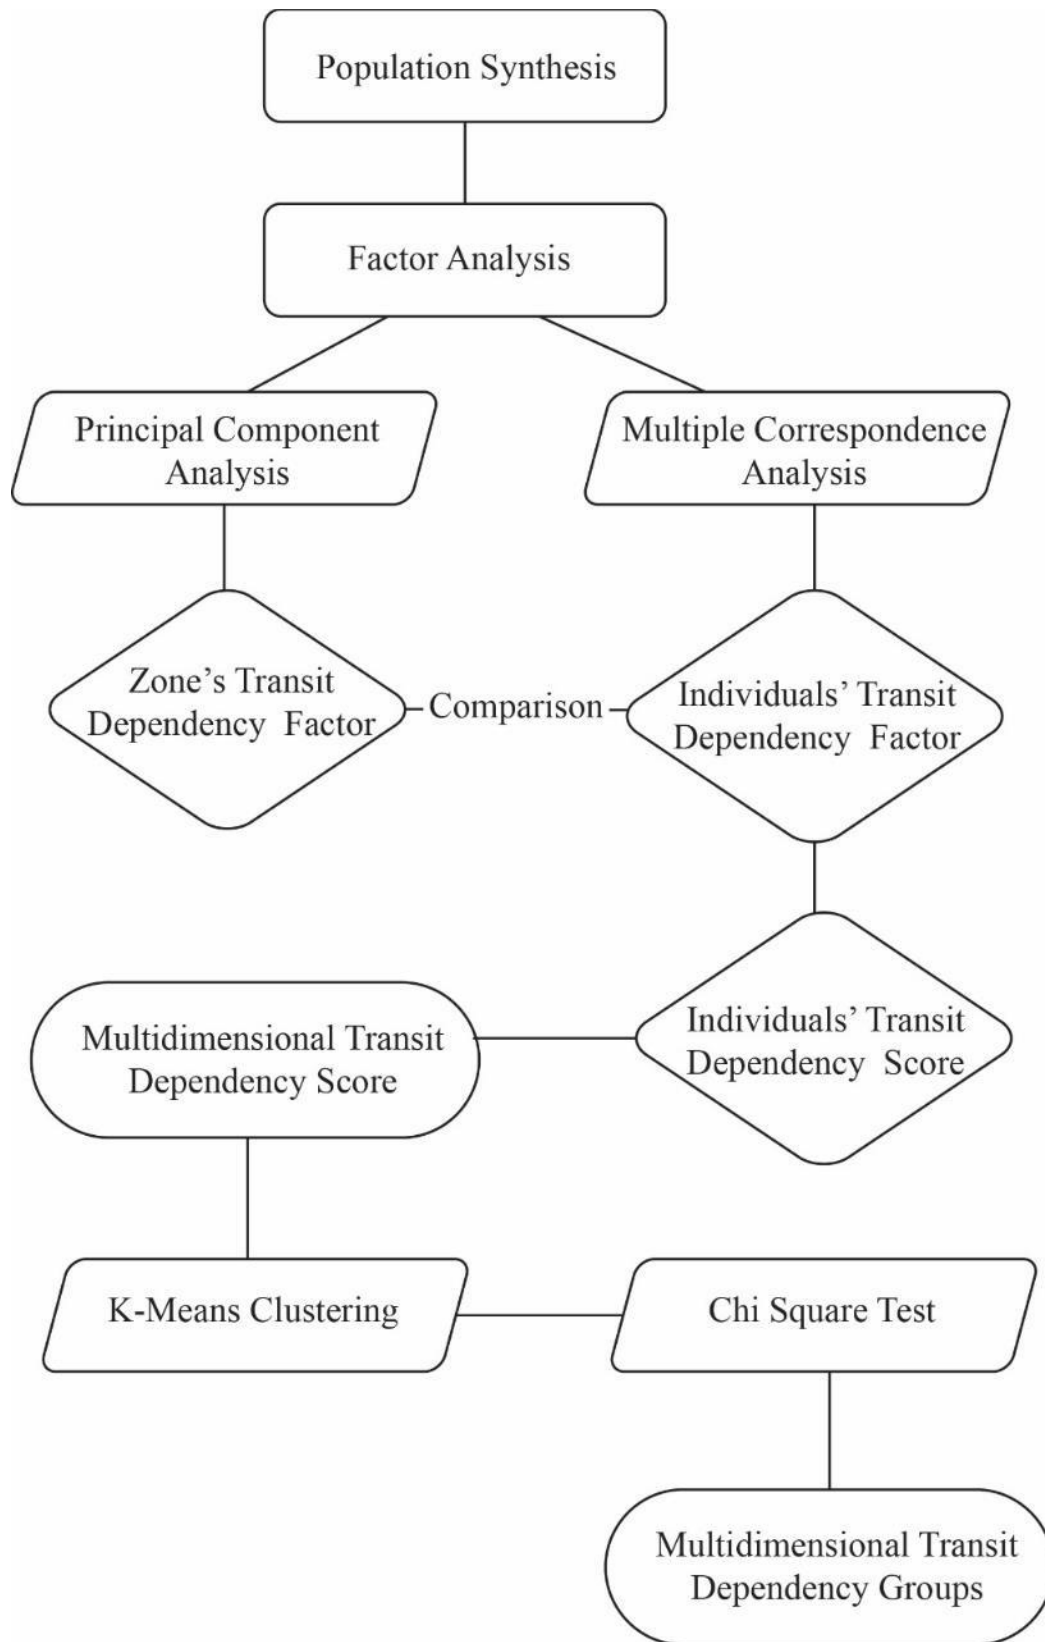 Population Synthesis
Factor Analysis
Principal Component
Analysis
Multiple Correspondence
Analysis
Zone’s Transit
Dependency Factor
Comparison
Individuals’ Transit
Dependency Factor
Individuals’ Transit
Dependency Score
Multidimensional Transit
Dependency Score
K-Means Clustering
Chi Square Test
Multidimensional Transit
Dependency Groups